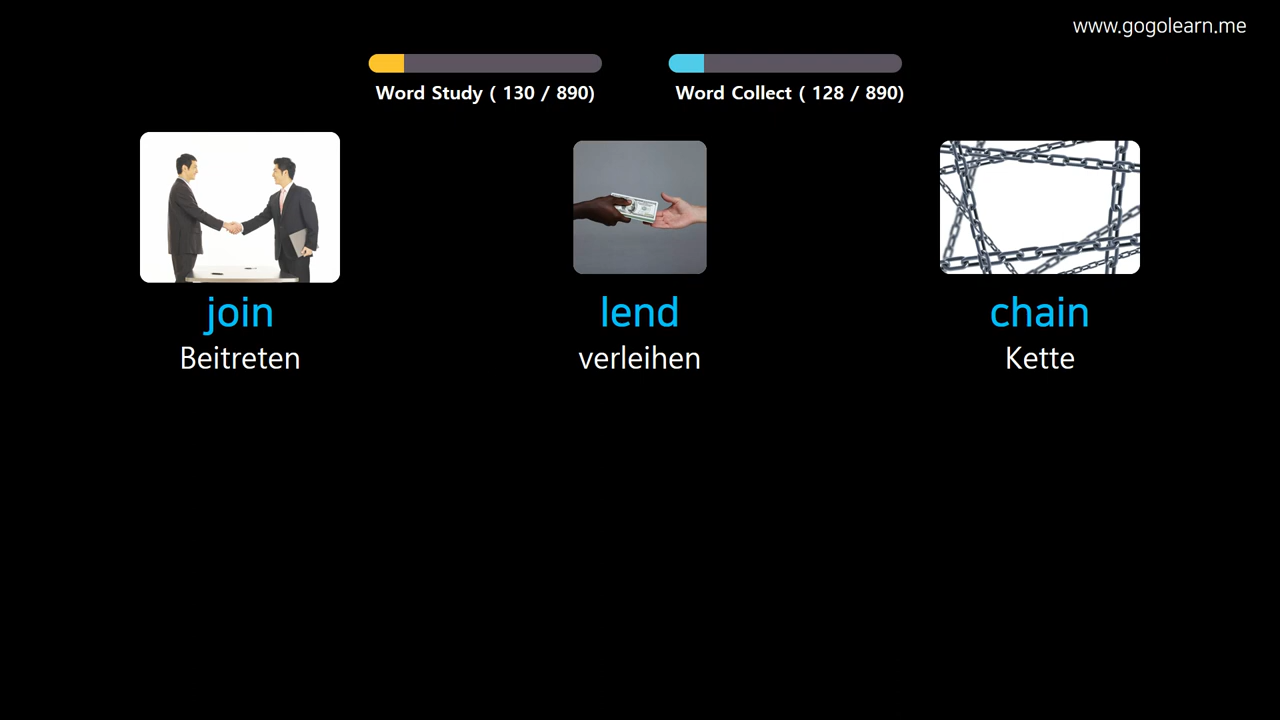 www.gogolearn.me
Word Study ( 130 / 890)
Word Collect ( 128 / 890)
join
Beitreten
lend
verleihen
chain
Kette